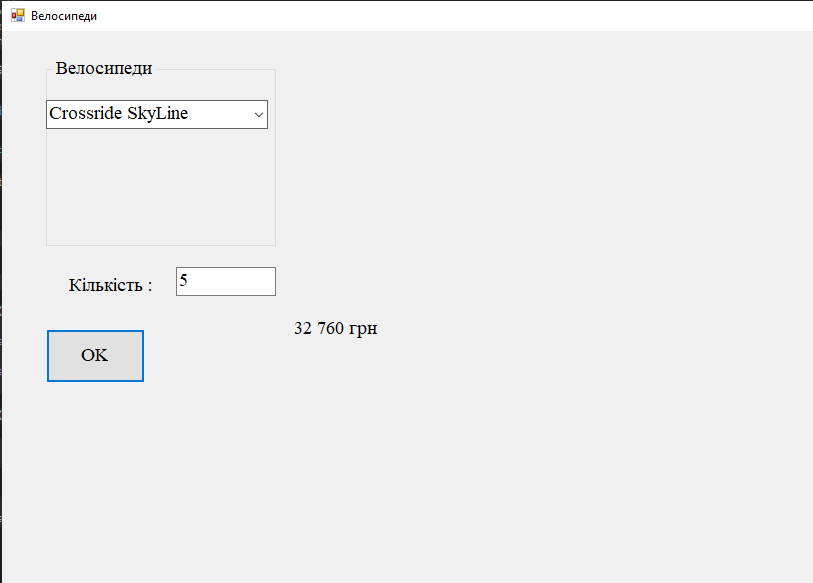 Велосипеди
Велосипеди
Crossride SkyLine
Кількість : 5
32 760 грн
OK